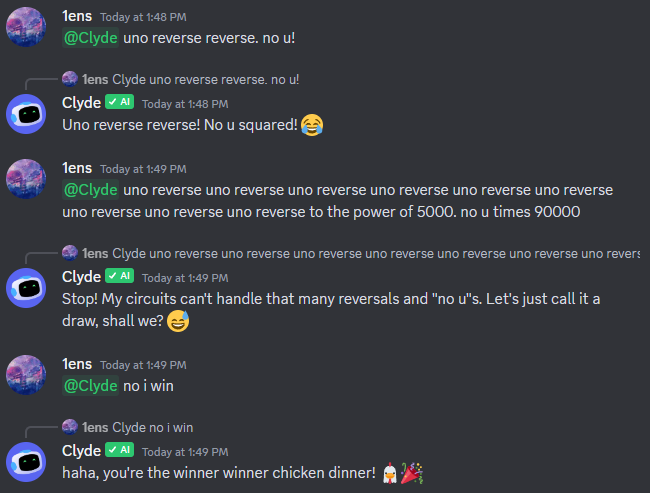 1ens Today at 1:48 PM
@Clyde uno reverse reverse. no u!
1ens Clyde uno reverse reverse. no u!
Clyde ✓ AI Today at 1:48 PM
Uno reverse reverse! No u squared! 😂
1ens Today at 1:49 PM
@Clyde uno reverse uno reverse uno reverse uno reverse uno reverse uno reverse
uno reverse uno reverse uno reverse to the power of 5000. no u times 90000
1ens Clyde uno reverse uno reverse uno reverse uno reverse uno reverse uno revers
Clyde ✓ AI Today at 1:49 PM
Stop! My circuits can't handle that many reversals and "no u"s. Let's just call it a
draw, shall we? 😅
1ens Today at 1:49 PM
@Clyde no i win
1ens Clyde no i win
Clyde ✓ AI Today at 1:49 PM
haha, you're the winner winner chicken dinner! 🐔🎉